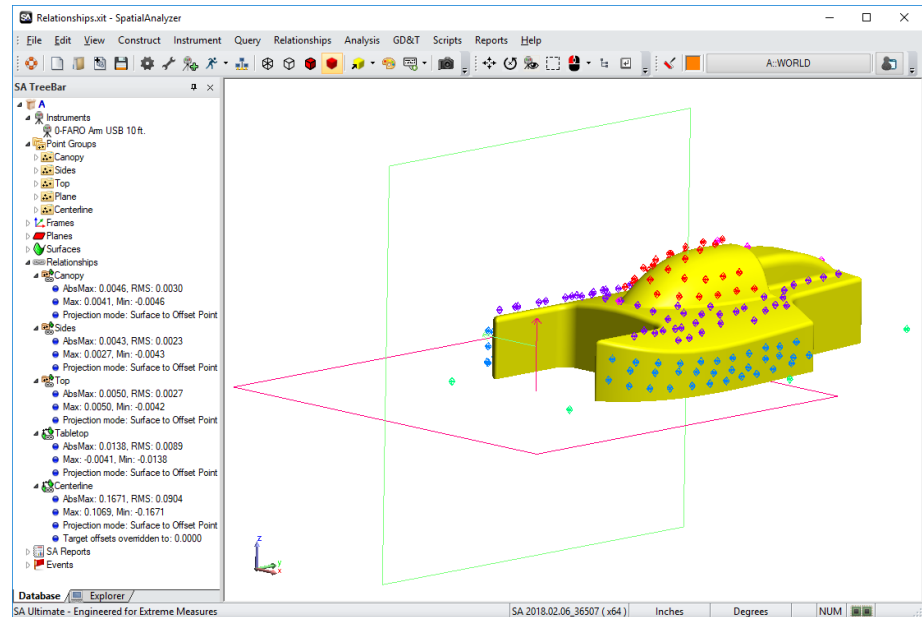 Relationships.xit - SpatialAnalyzer
File Edit View Construct Instrument Query Relationships Analysis GD&T Scripts Reports Help
A::WORLD
SA TreeBar
A
Instruments
0-FARO Arm USB 10 ft.
Point Groups
Canopy
Sides
Top
Plane
Centerline
Frames
Planes
Surfaces
Relationships
Canopy
AbsMax: 0.0046, RMS: 0.0030
Max: 0.0041, Min: -0.0046
Projection mode: Surface to Offset Point
Sides
AbsMax: 0.0043, RMS: 0.0023
Max: 0.0027, Min: -0.0043
Projection mode: Surface to Offset Point
Top
AbsMax: 0.0050, RMS: 0.0027
Max: 0.0050, Min: -0.0042
Projection mode: Surface to Offset Point
Tabletop
AbsMax: 0.0138, RMS: 0.0089
Max: -0.0041, Min: -0.0138
Projection mode: Surface to Offset Point
Centerline
AbsMax: 0.1671, RMS: 0.0904
Max: 0.1069, Min: -0.1671
Projection mode: Surface to Offset Point
Target offsets overridden to: 0.0000
SA Reports
Events
z
y
x
Database Explorer
SA Ultimate - Engineered for Extreme Measures SA 2018.02.06_36507 ( x64 ) Inches Degrees NUM